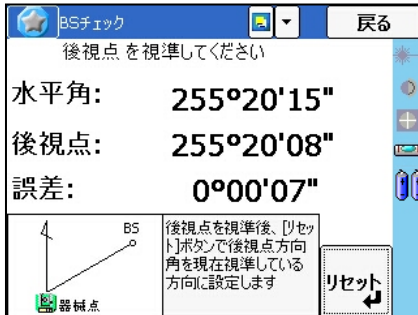 BSチェック 戻る
後視点 を視準してください
水平角: 255°20'15"
後視点: 255°20'08"
誤差: 0°00'07"
BS
器械点
後視点を視準後、[リセッ
ト]ボタンで後視点方向
角を現在視準している
方向に設定します
リセット